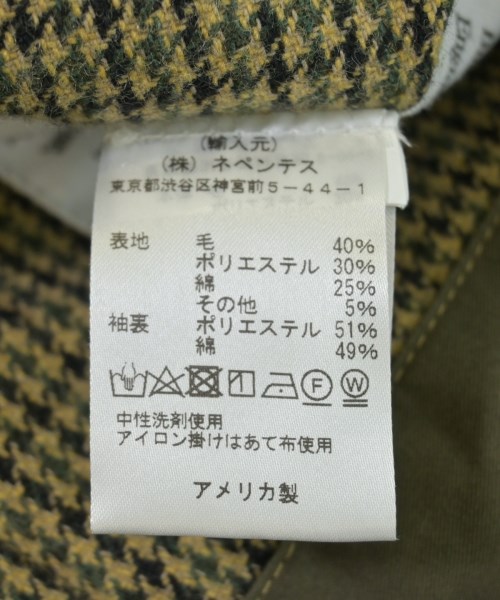 (輸入元)
(株) ネペンテス
東京都渋谷区神宮前5-44-1
表地 毛 40%
ポリエステル 30%
綿 25%
その他 5%
袖裏 ポリエステル 51%
綿 49%
F W
中性洗剤使用
アイロン掛けはあて布使用
アメリカ製